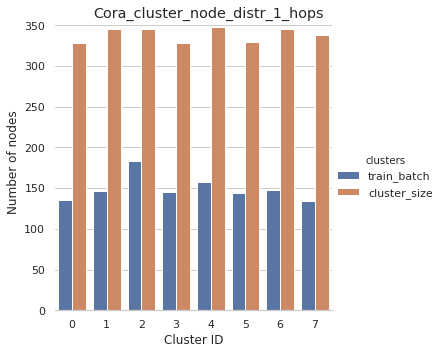 Cora_cluster_node_distr_1_hops
350
300
250
200
150
100
50
0
Number of nodes
0 1 2 3 4 5 6 7
Cluster ID
clusters
train_batch
cluster_size